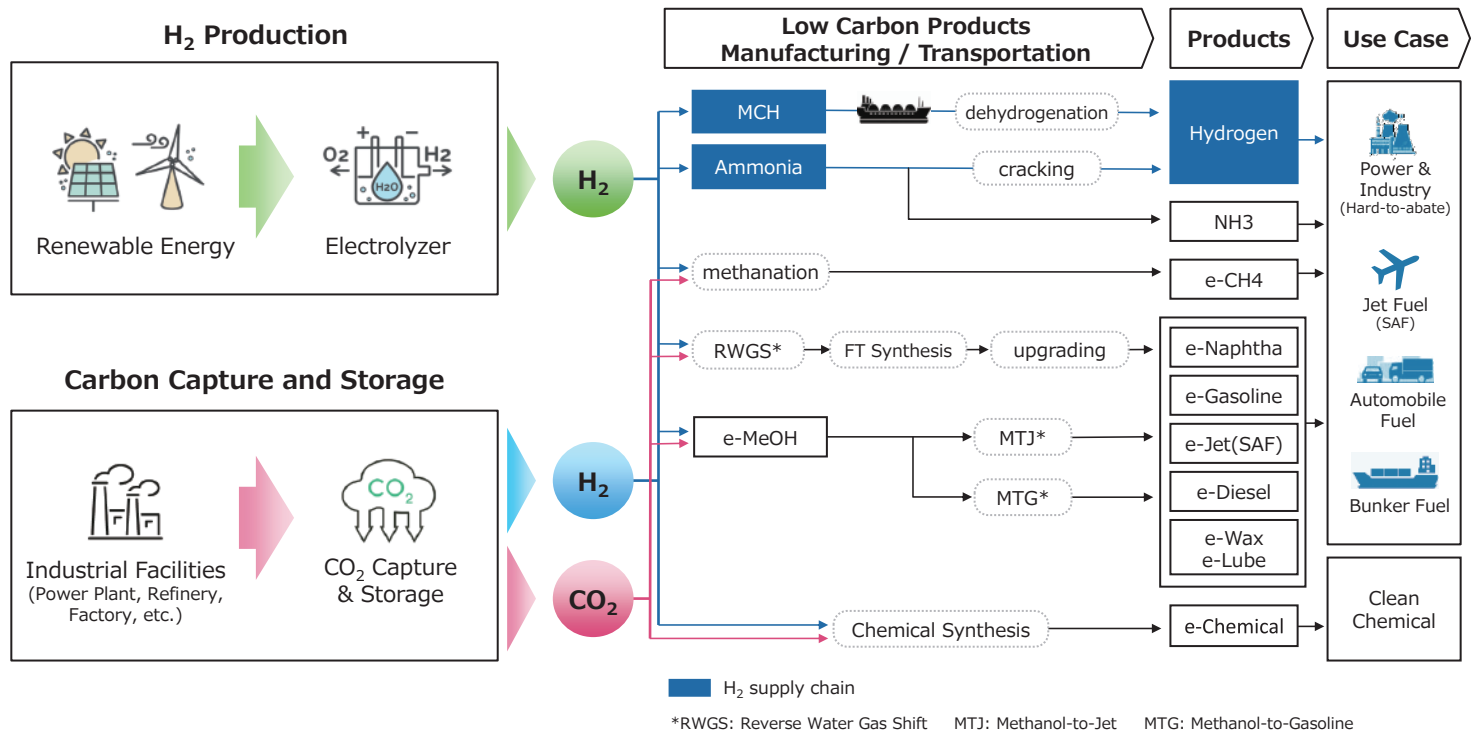 H₂ Production
Renewable Energy
O2
+
−
H2
H₂O
Electrolyzer
H₂
Carbon Capture and Storage
Industrial Facilities
(Power Plant, Refinery,
Factory, etc.)
CO₂
CO₂ Capture
& Storage
H₂
CO₂
Low Carbon Products
Manufacturing / Transportation
Products
Use Case
MCH
dehydrogenation
Hydrogen
Ammonia
cracking
NH3
methanation
e-CH4
RWGS*
FT Synthesis
upgrading
e-Naphtha
e-Gasoline
e-MeOH
MTJ*
e-Jet(SAF)
MTG*
e-Diesel
e-Wax
e-Lube
Chemical Synthesis
e-Chemical
Power &
Industry
(Hard-to-abate)
Jet Fuel
(SAF)
Automobile
Fuel
Bunker Fuel
Clean
Chemical
H₂ supply chain
*RWGS: Reverse Water Gas Shift MTJ: Methanol-to-Jet MTG: Methanol-to-Gasoline